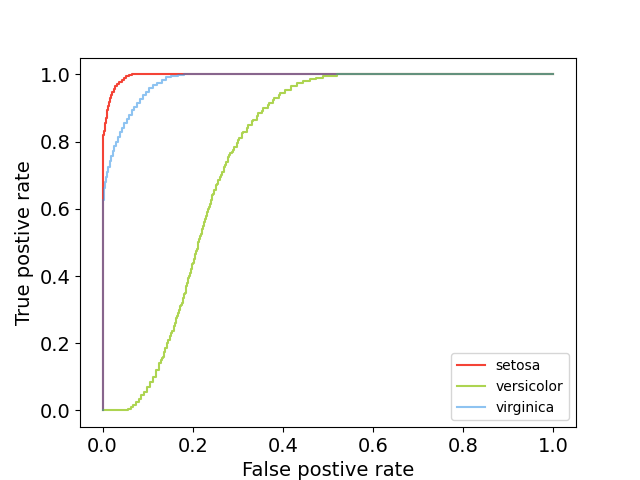 1.0
0.8
0.6
0.4
0.2
0.0
True postive rate
0.0 0.2 0.4 0.6 0.8 1.0
False postive rate
setosa
versicolor
virginica